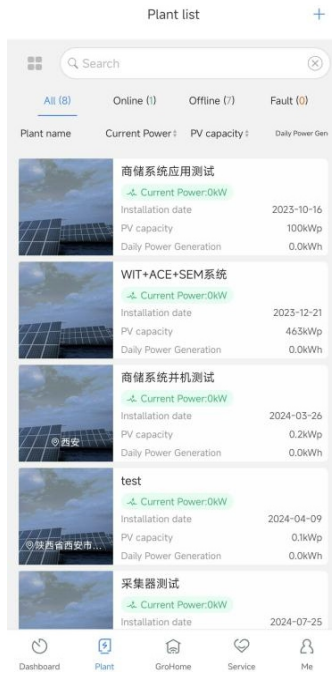 Plant list
+
Search
All (8) Online (1) Offline (7) Fault (0)
Plant name Current Power PV capacity Daily Power Gen
商储系统应用测试
Current Power:0kW
Installation date 2023-10-16
PV capacity 100kWp
Daily Power Generation 0.0kWh
WIT+ACE+SEM系统
Current Power:0kW
Installation date 2023-12-21
PV capacity 463kWp
Daily Power Generation 0.0kWh
商储系统并机测试
Current Power:0kW
Installation date 2024-03-26
PV capacity 0.2kWp
西安
Daily Power Generation 0.0kWh
test
Current Power:0kW
Installation date 2024-04-09
PV capacity 0.1kWp
陕西省西安市...
Daily Power Generation 0.0kWh
采集器测试
Current Power:0kW
Installation date 2024-07-25
Dashboard Plant GroHome Service Me